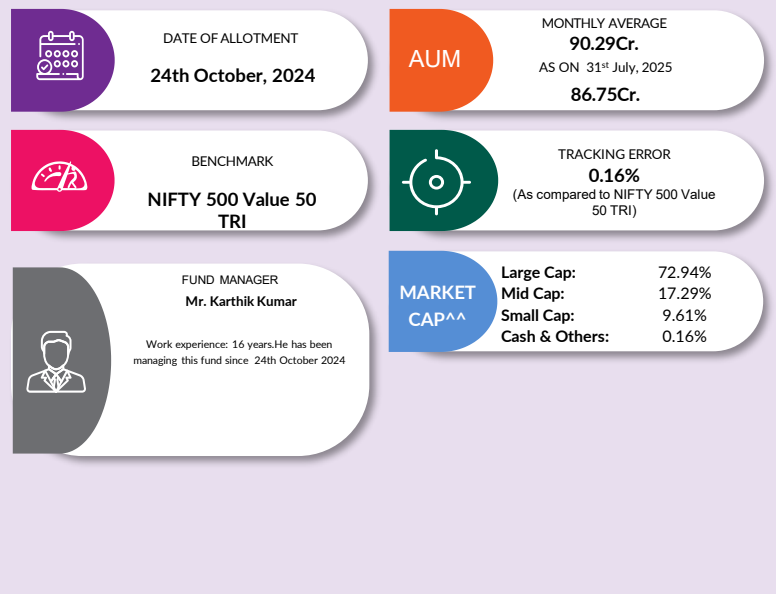 DATE OF ALLOTMENT
24th October, 2024
AUM
MONTHLY AVERAGE
90.29Cr.
AS ON 31st July, 2025
86.75Cr.
BENCHMARK
NIFTY 500 Value 50
TRI
TRACKING ERROR
0.16%
(As compared to NIFTY 500 Value
50 TRI)
FUND MANAGER
Mr. Karthik Kumar
Work experience: 16 years.He has been
managing this fund since 24th October 2024
MARKET
CAP^^
Large Cap: 72.94%
Mid Cap: 17.29%
Small Cap: 9.61%
Cash & Others: 0.16%